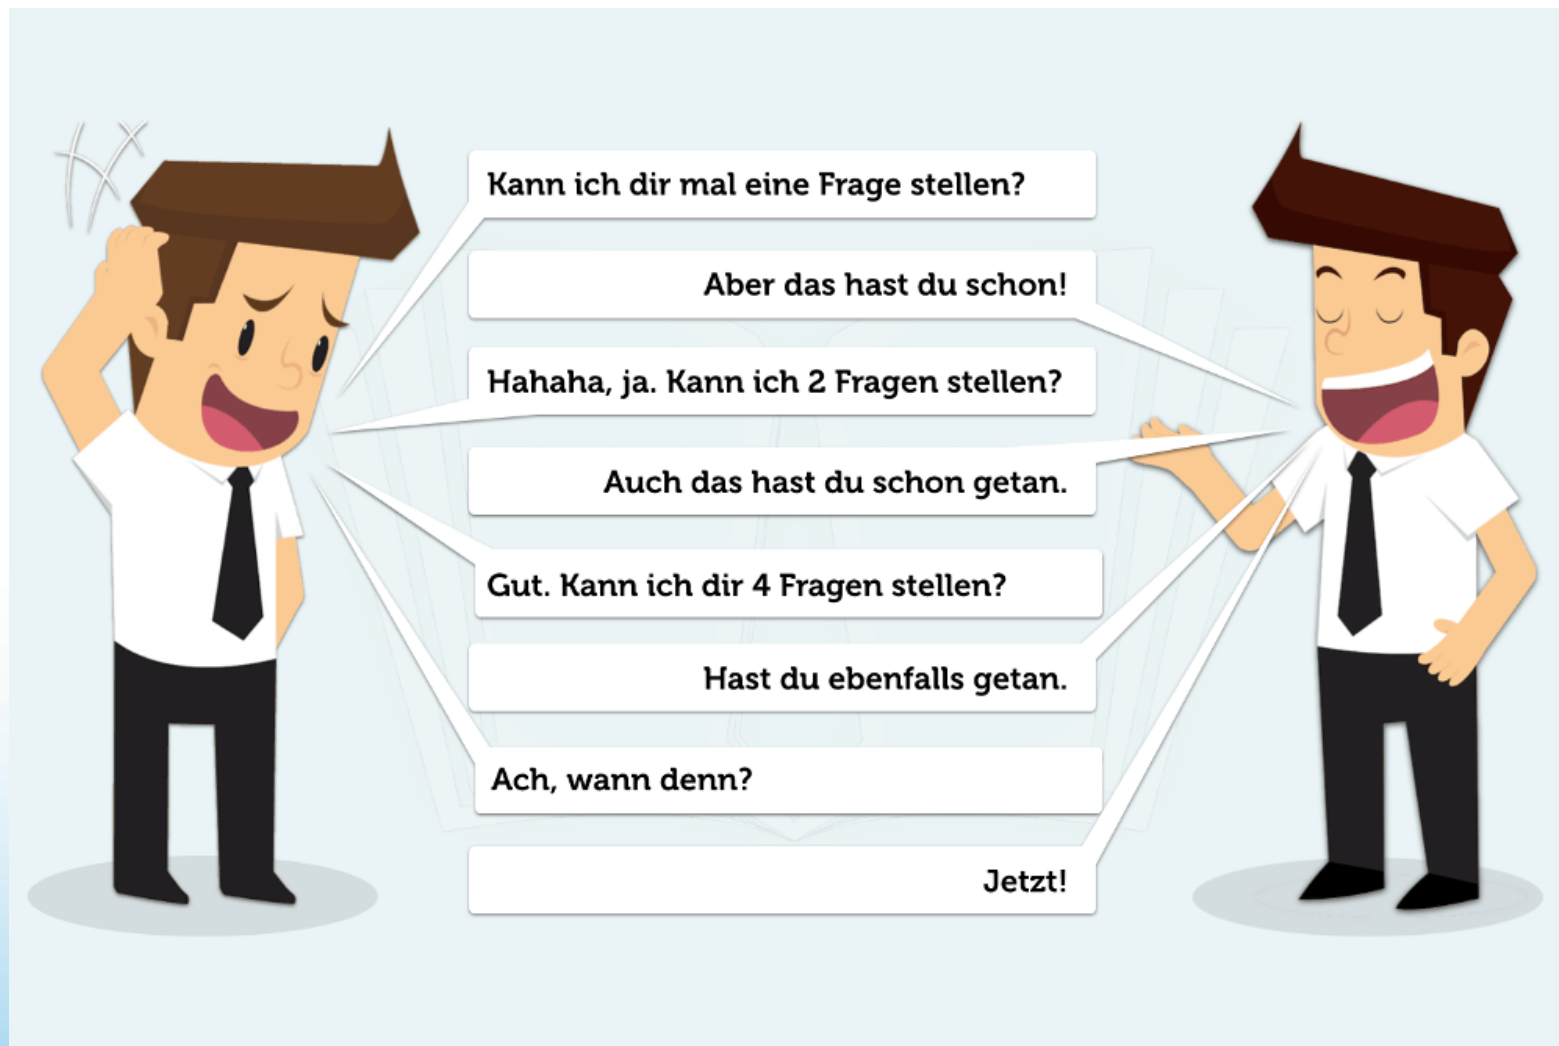 Kann ich dir mal eine Frage stellen?
Aber das hast du schon!
Hahaha, ja. Kann ich 2 Fragen stellen?
Auch das hast du schon getan.
Gut. Kann ich dir 4 Fragen stellen?
Hast du ebenfalls getan.
Ach, wann denn?
Jetzt!